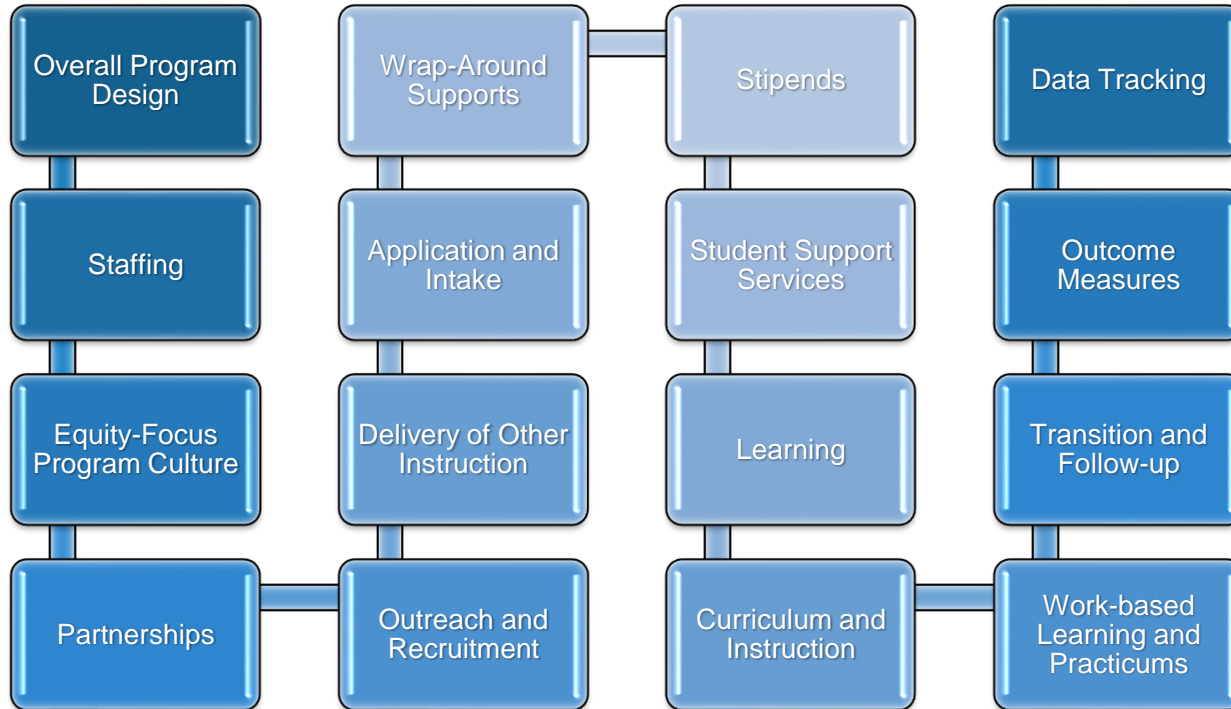 Overall Program
Design
Staffing
Equity-Focus
Program Culture
Partnerships
Outreach and
Recruitment
Delivery of Other
Instruction
Application and
Intake
Wrap-Around
Supports
Stipends
Student Support
Services
Learning
Curriculum and
Instruction
Work-based
Learning and
Practicums
Transition and
Follow-up
Outcome
Measures
Data Tracking